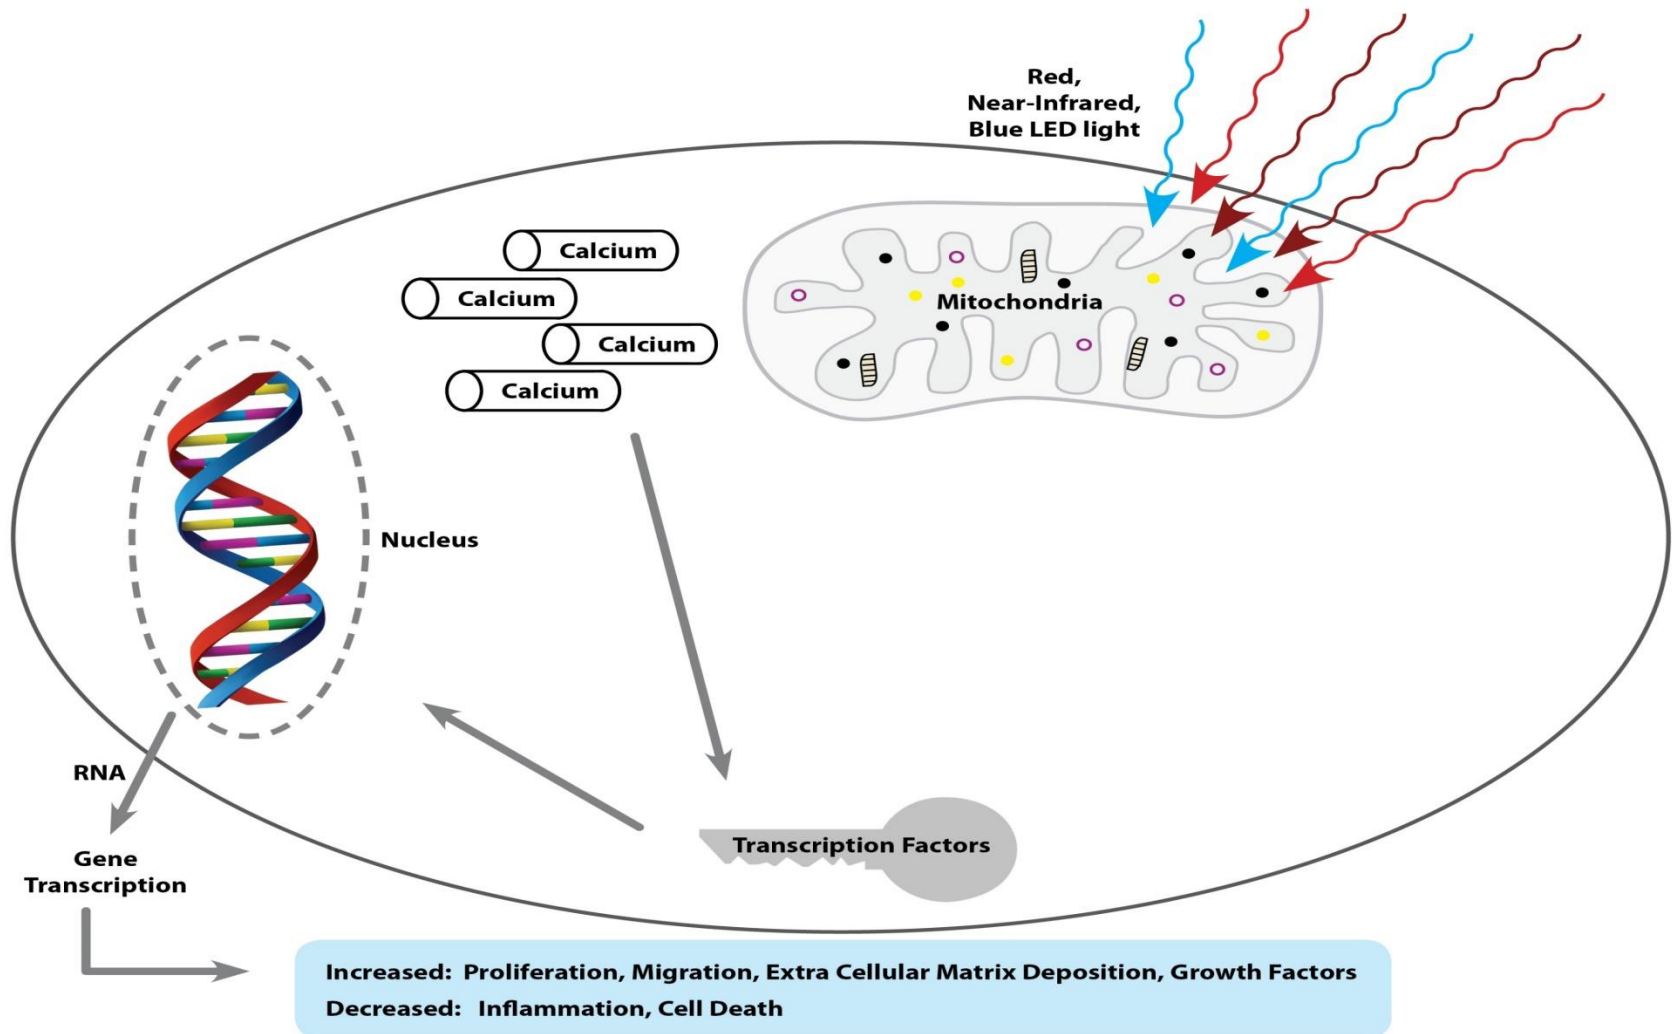 Red,
Near-Infrared,
Blue LED light
Calcium
Calcium
Calcium
Calcium
Mitochondria
Nucleus
RNA
Gene
Transcription
Transcription Factors
Increased: Proliferation, Migration, Extra Cellular Matrix Deposition, Growth Factors
Decreased: Inflammation, Cell Death